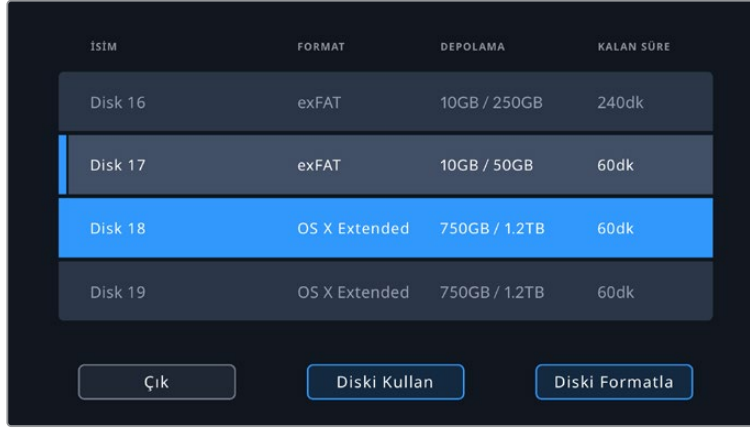 İSİM FORMAT DEPOLAMA KALAN SÜRE
Disk 16 exFAT 10GB / 250GB 240dk
Disk 17 exFAT 10GB / 50GB 60dk
Disk 18 OS X Extended 750GB / 1.2TB 60dk
Disk 19 OS X Extended 750GB / 1.2TB 60dk
Çık Diski Kullan Diski Formatla